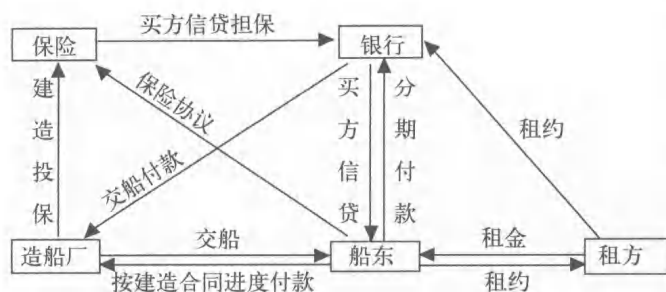 买方信贷担保
保险
银行
建造投保
保险协议
交船付款
买方信贷
分期付款
租约
造船厂
交船
船东
租金
租方
按建造合同进度付款
租约